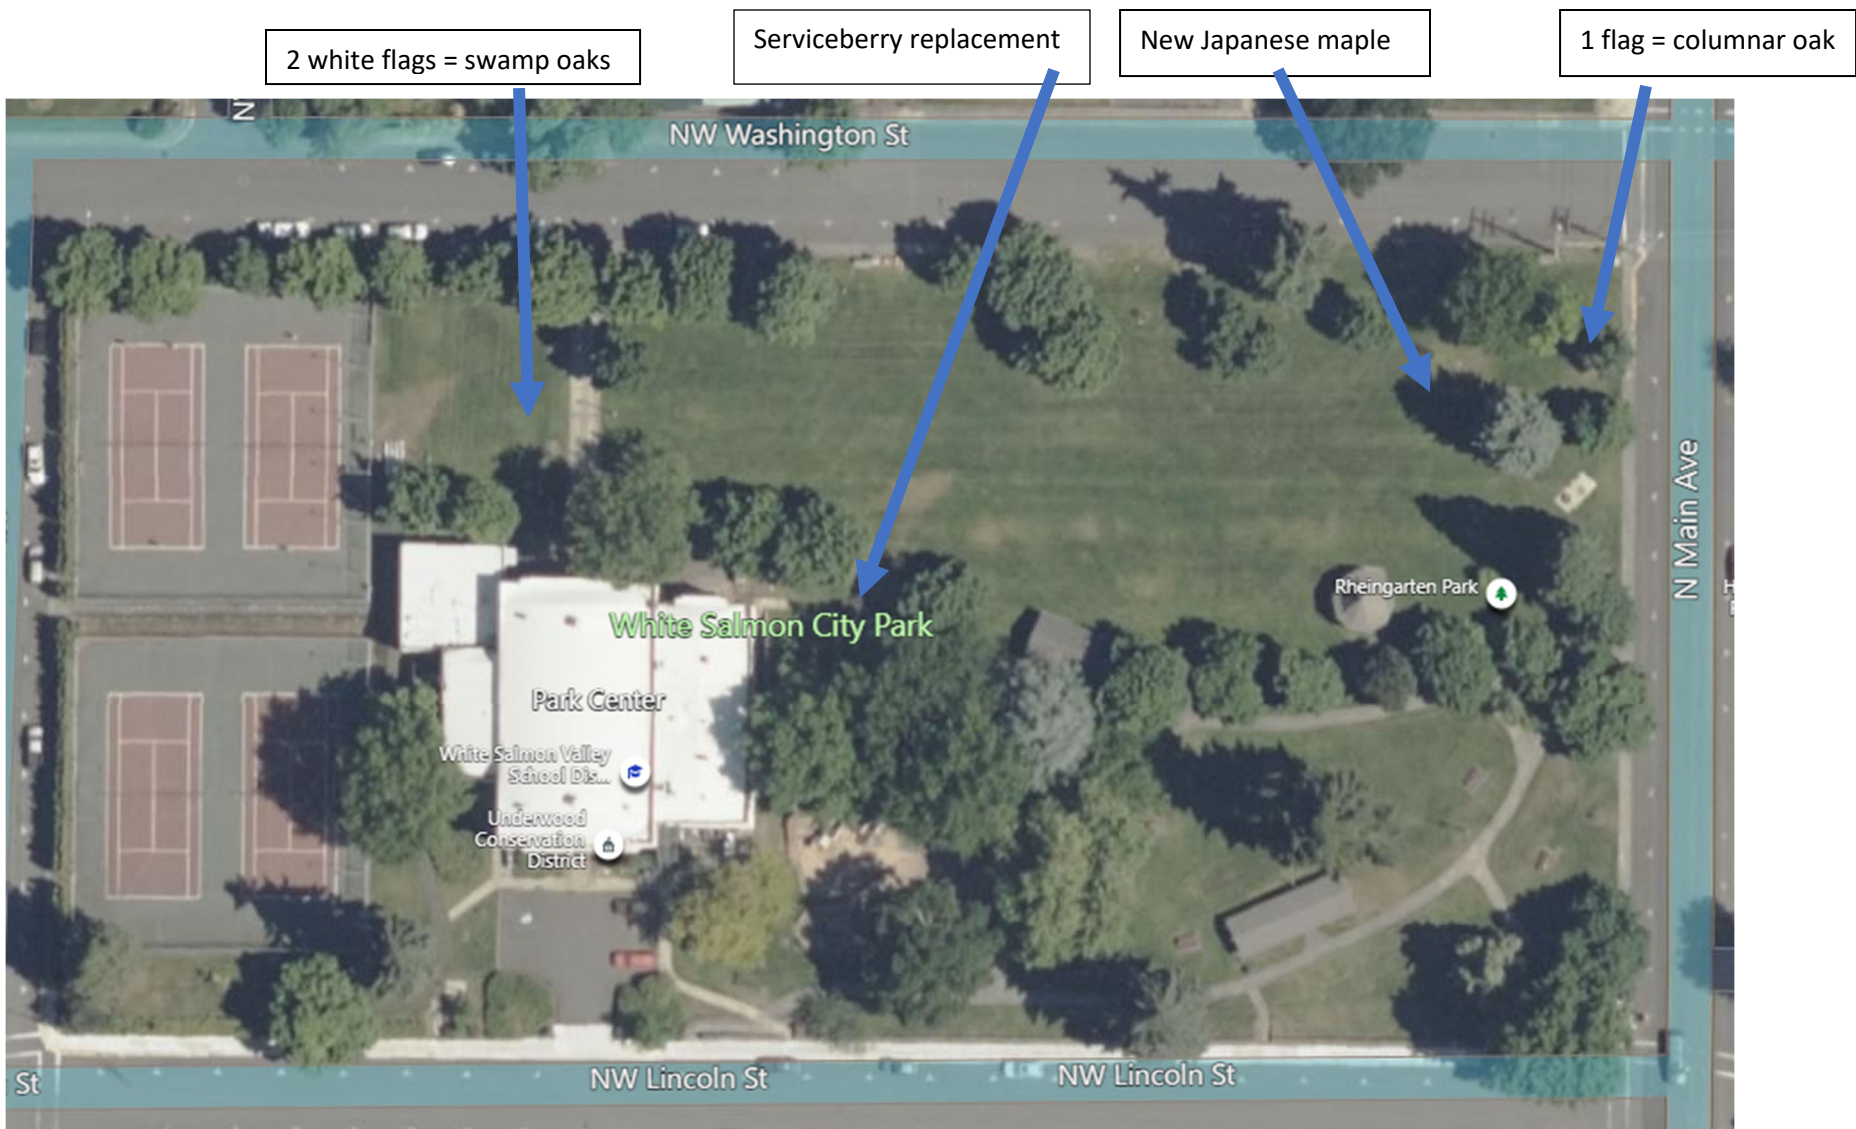 2 white flags = swamp oaks
Serviceberry replacement
New Japanese maple
1 flag = columnar oak
NW Washington St
N Main Ave
Rheingarten Park
White Salmon City Park
Park Center
White Salmon Valley
School Dis...
Underwood
Conservation
District
St
NW Lincoln St
NW Lincoln St